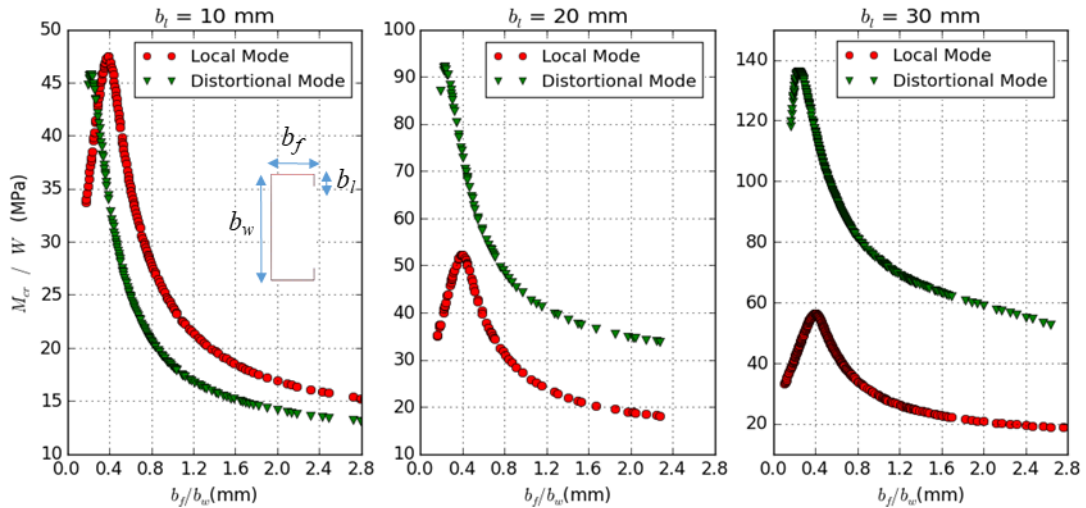 b_l = 10 mm
50
45
40
35
30
25
20
15
10
M_cr / W (MPa)
Local Mode
Distortional Mode
b_f
b_l
b_w
0.0 0.4 0.8 1.2 1.6 2.0 2.4 2.8
b_f/b_w(mm)
b_l = 20 mm
100
90
80
70
60
50
40
30
20
10
Local Mode
Distortional Mode
0.0 0.4 0.8 1.2 1.6 2.0 2.4 2.8
b_f/b_w(mm)
b_l = 30 mm
140
120
100
80
60
40
20
Local Mode
Distortional Mode
0.0 0.4 0.8 1.2 1.6 2.0 2.4 2.8
b_f/b_w(mm)